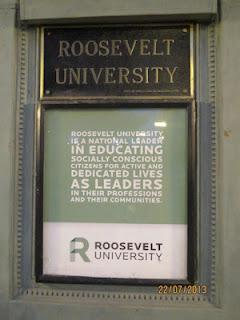 ROOSEVELT
UNIVERSITY
ROOSEVELT UNIVERSITY
IS A NATIONAL LEADER
IN EDUCATING
SOCIALLY CONSCIOUS
CITIZENS FOR ACTIVE AND
DEDICATED LIVES
AS LEADERS
IN THEIR PROFESSIONS
AND THEIR COMMUNITIES.
R ROOSEVELT
UNIVERSITY
22/07/2013